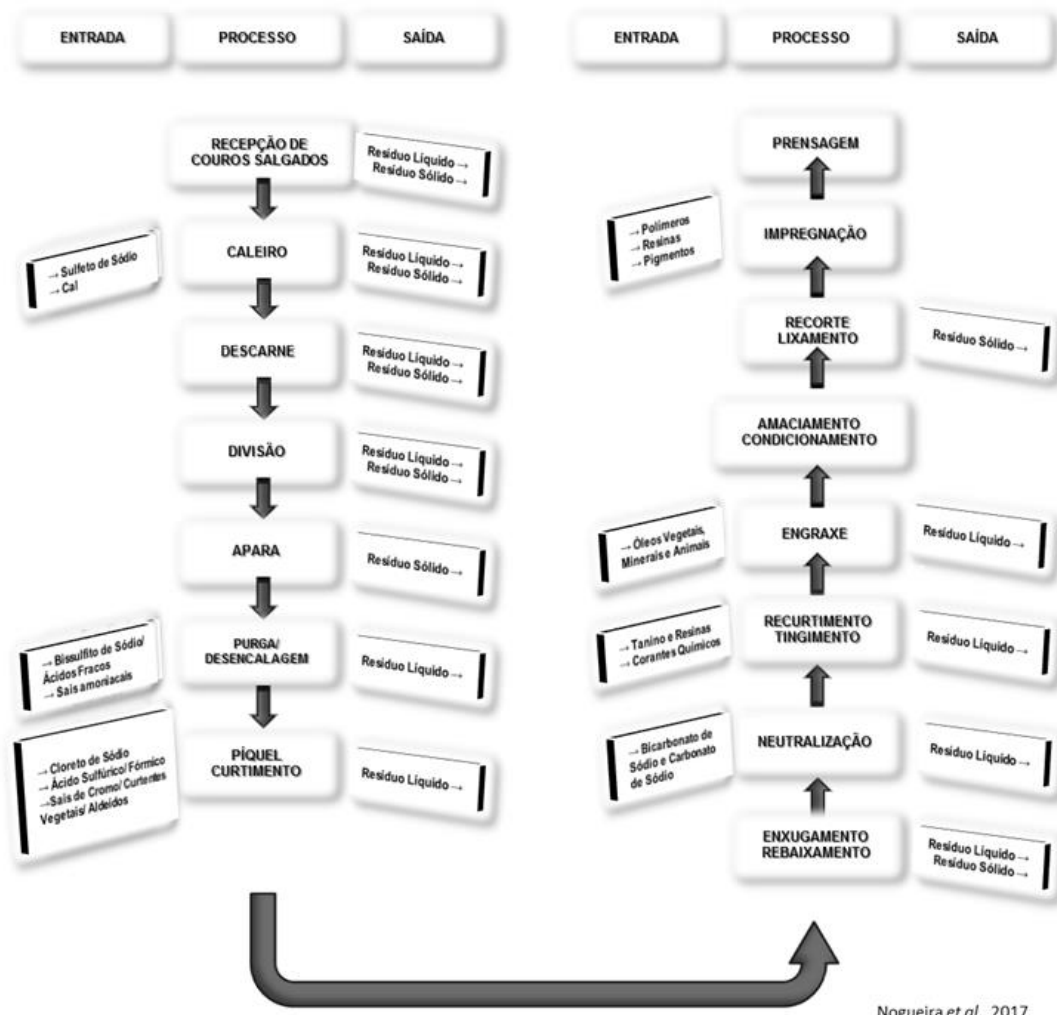 ENTRADA
PROCESSO
SAÍDA
RECEPÇÃO DE
COUROS SALGADOS
Resíduo Líquido →
Resíduo Sólido →
→ Sulfeto de Sódio
→ Cal
CALEIRO
Resíduo Líquido →
Resíduo Sólido →
DESCARNE
Resíduo Líquido →
Resíduo Sólido →
DIVISÃO
Resíduo Líquido →
Resíduo Sólido →
APARA
Resíduo Sólido →
→ Bissulfito de Sódio/
Ácidos Fracos
→ Sais amoniacais
PURGA/
DESENCALAGEM
Resíduo Líquido →
→ Cloreto de Sódio
→ Ácido Sulfúrico/ Fórmico
→Sais de Cromo/ Curtentes
Vegetais/ Aldeídos
PÍQUEL
CURTIMENTO
Resíduo Líquido →
ENTRADA
PROCESSO
SAÍDA
PRENSAGEM
→ Polímeros
→ Resinas
→ Pigmentos
IMPREGNAÇÃO
RECORTE
LIXAMENTO
Resíduo Sólido →
AMACIAMENTO
CONDICIONAMENTO
→ Óleos Vegetais,
Minerais e Animais
ENGRAXE
Resíduo Líquido →
→ Tanino e Resinas
→ Corantes Químicos
RECURTIMENTO
TINGIMENTO
Resíduo Líquido →
→ Bicarbonato de
Sódio e Carbonato
de Sódio
NEUTRALIZAÇÃO
Resíduo Líquido →
ENXUGAMENTO
REBAIXAMENTO
Resíduo Líquido →
Resíduo Sólido →
Nogueira et al., 2017